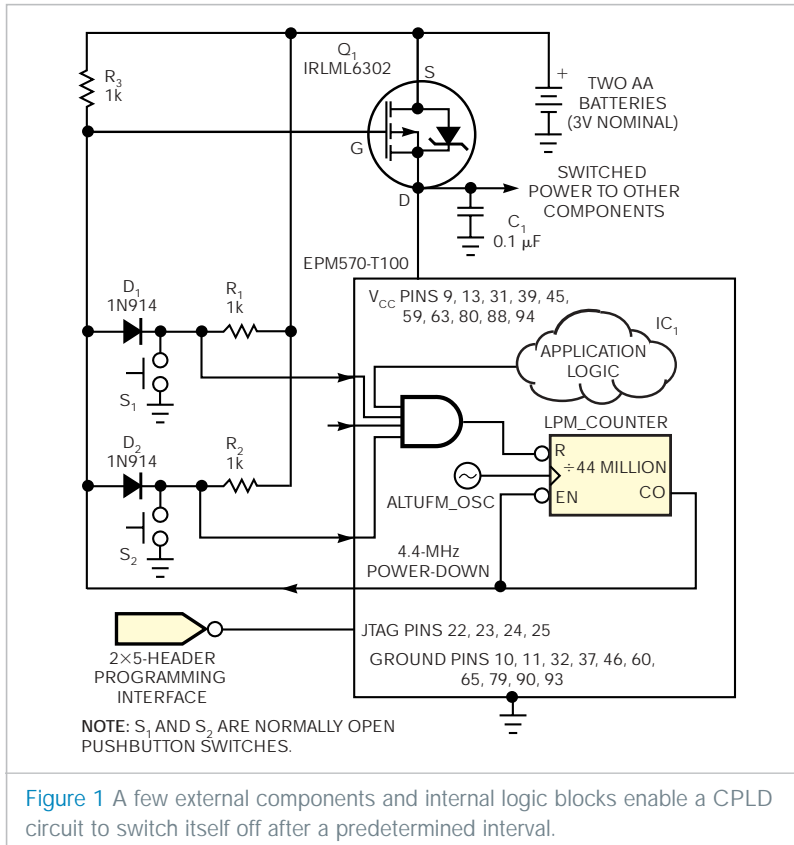 Q1
IRLML6302
S
R3
1k
+
TWO AA
BATTERIES
(3V NOMINAL)
G
SWITCHED
POWER TO OTHER
COMPONENTS
D
C1
0.1 μF
EPM570-T100
D1
1N914
R1
1k
VCC PINS 9, 13, 31, 39, 45,
59, 63, 80, 88, 94
IC1
APPLICATION
LOGIC
S1
LPM_COUNTER
D2
1N914
R2
1k
R
÷44 MILLION
ALTUFM_OSC
EN
CO
S2
4.4-MHz
POWER-DOWN
JTAG PINS 22, 23, 24, 25
2×5-HEADER
PROGRAMMING
INTERFACE
GROUND PINS 10, 11, 32, 37, 46, 60,
65, 79, 90, 93
NOTE: S1 AND S2 ARE NORMALLY OPEN
PUSHBUTTON SWITCHES.
Figure 1 A few external components and internal logic blocks enable a CPLD
circuit to switch itself off after a predetermined interval.